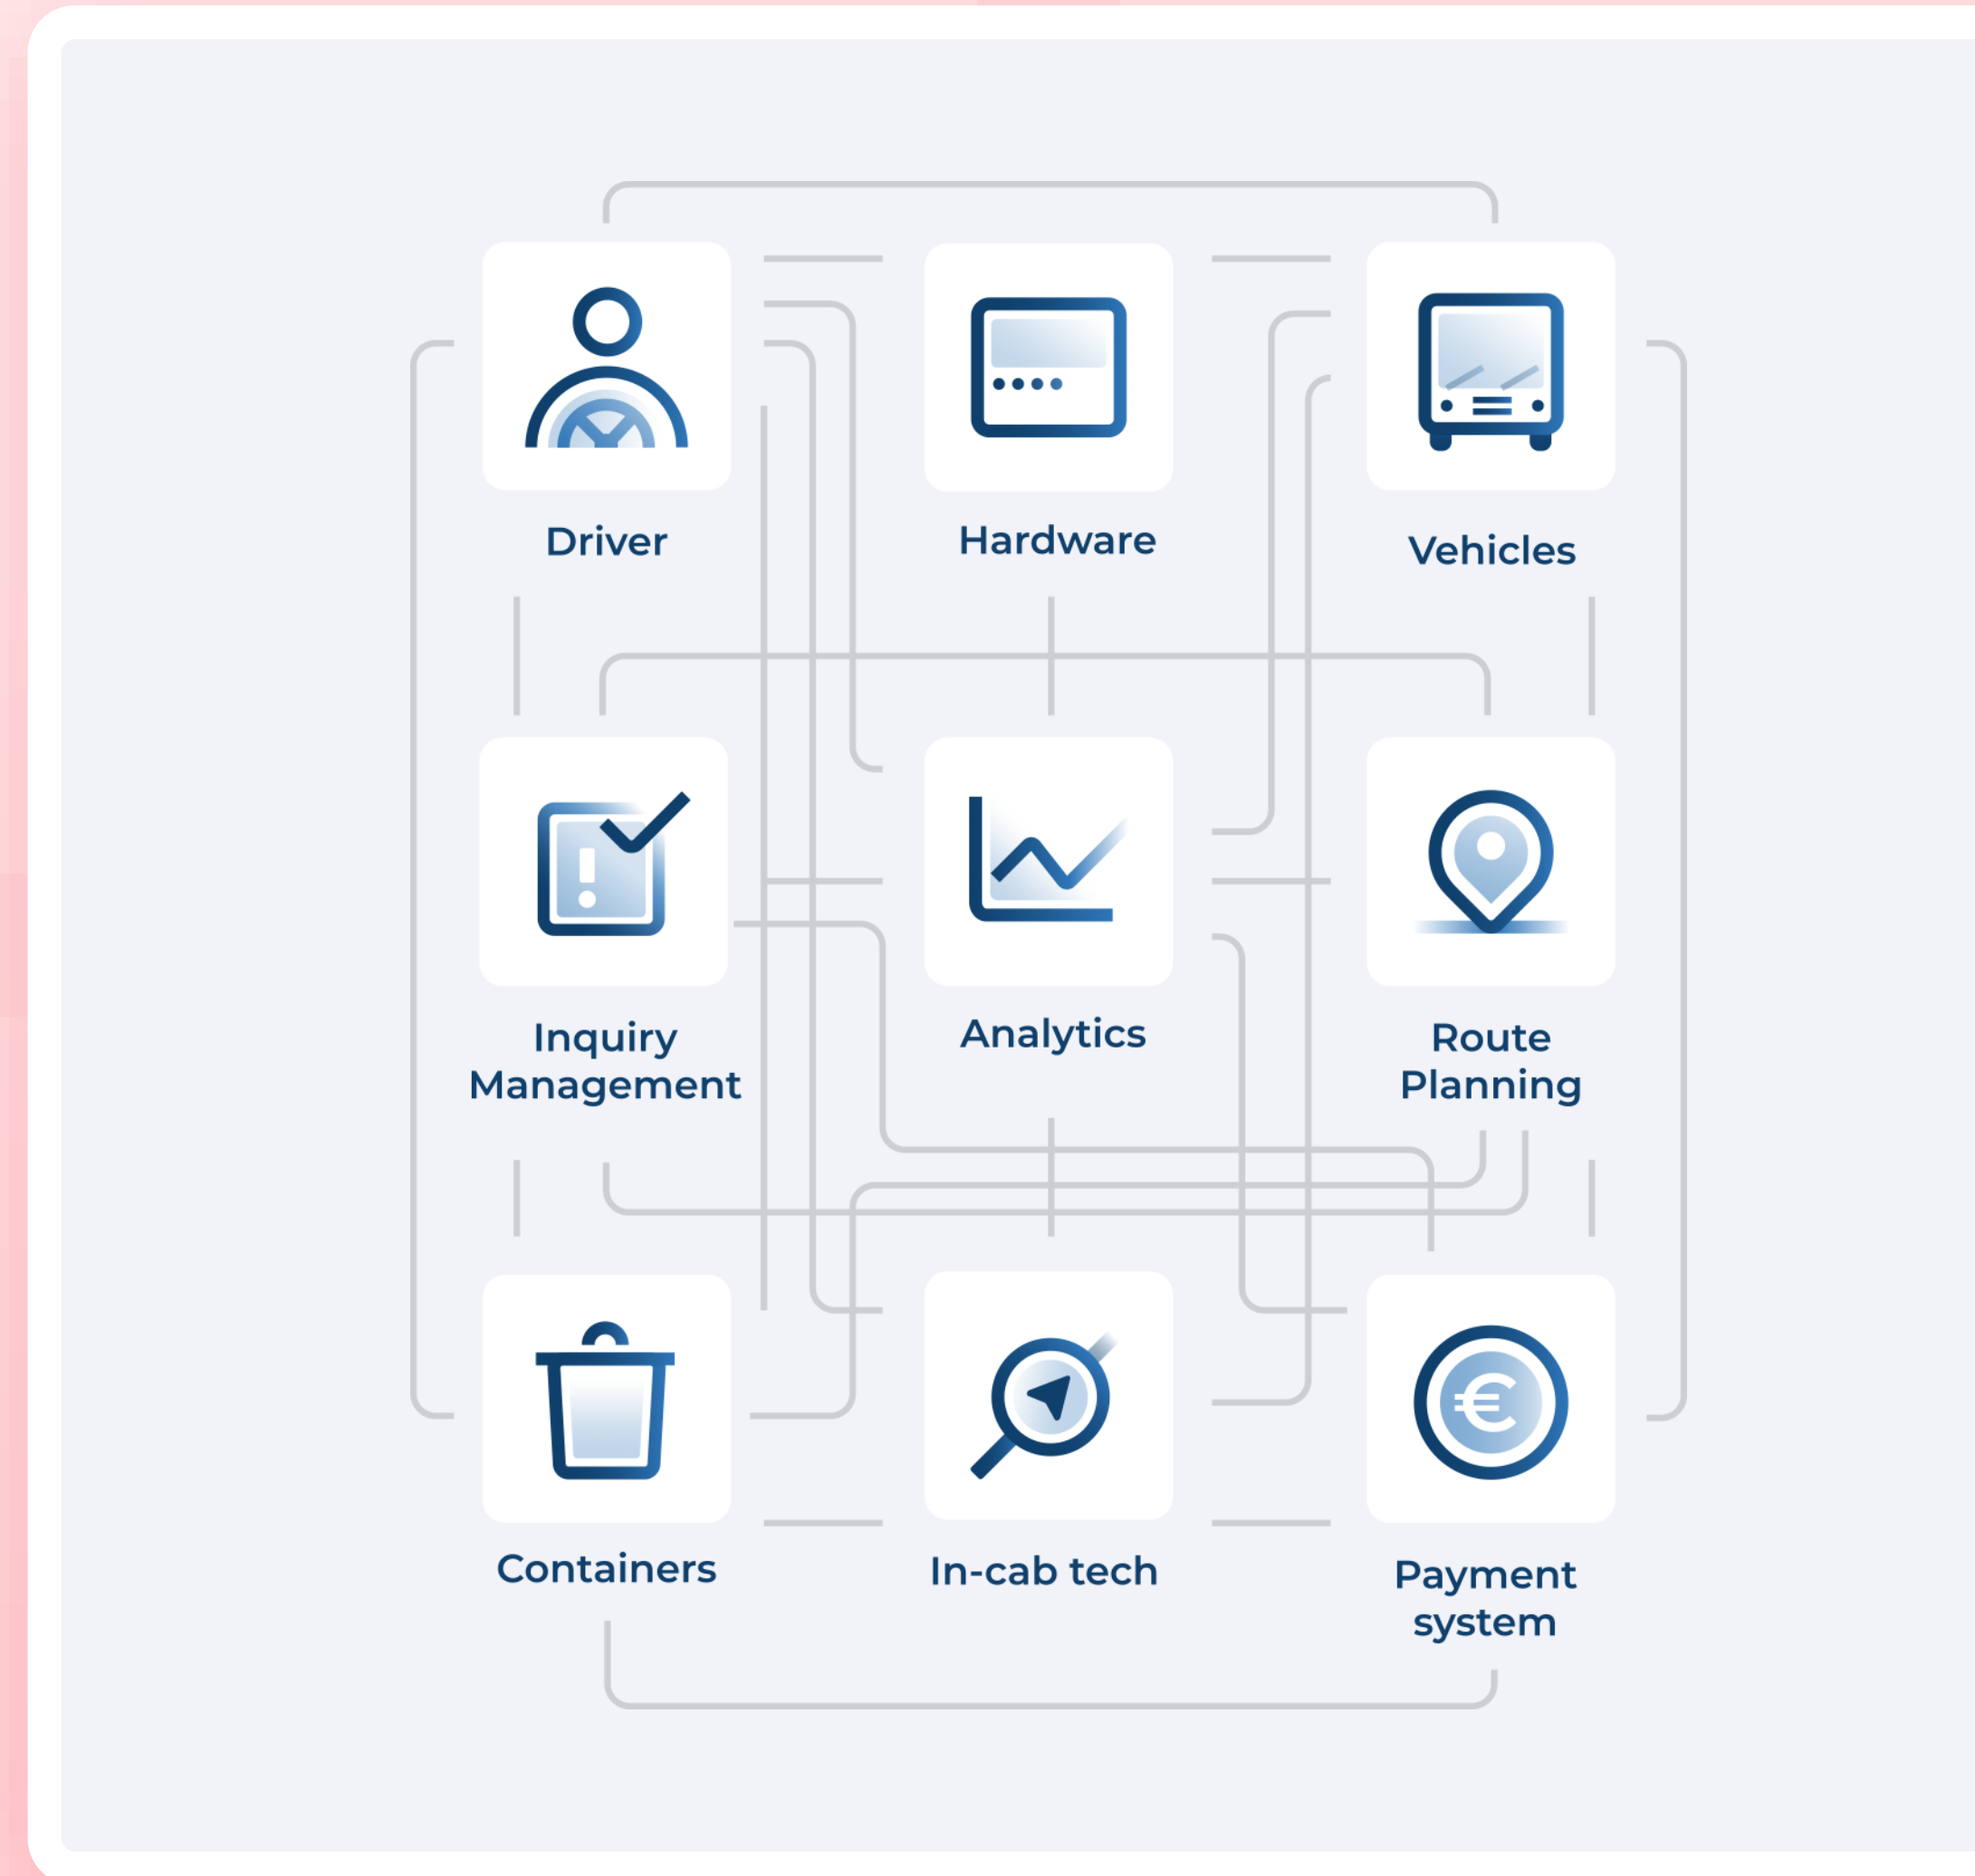 Driver
Hardware
Vehicles
Inquiry
Management
Analytics
Route
Planning
Containers
In-cab tech
Payment
system